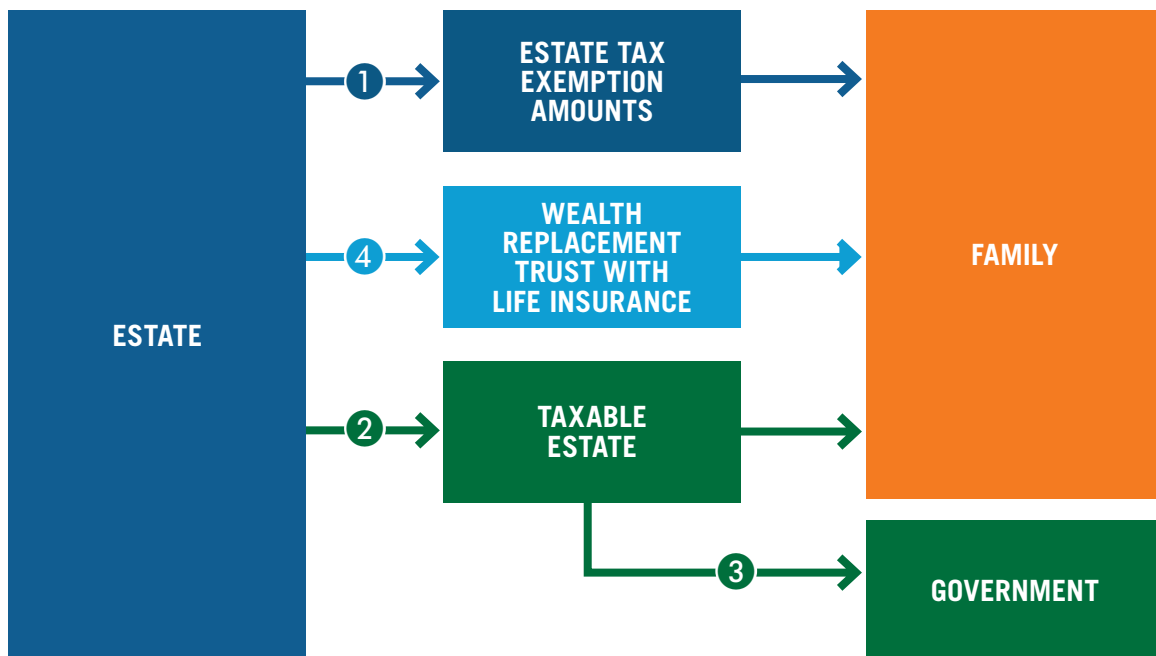 ESTATE
1
ESTATE TAX
EXEMPTION
AMOUNTS
4
WEALTH
REPLACEMENT
TRUST WITH
LIFE INSURANCE
2
TAXABLE
ESTATE
3
FAMILY
GOVERNMENT